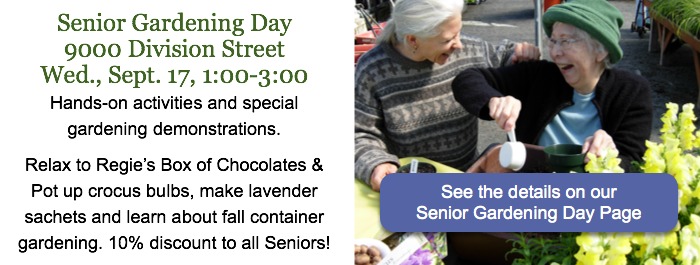 Senior Gardening Day
9000 Division Street
Wed., Sept. 17, 1:00-3:00
Hands-on activities and special
gardening demonstrations.
Relax to Regie's Box of Chocolates &
Pot up crocus bulbs, make lavender
sachets and learn about fall container
gardening. 10% discount to all Seniors!
See the details on our
Senior Gardening Day Page